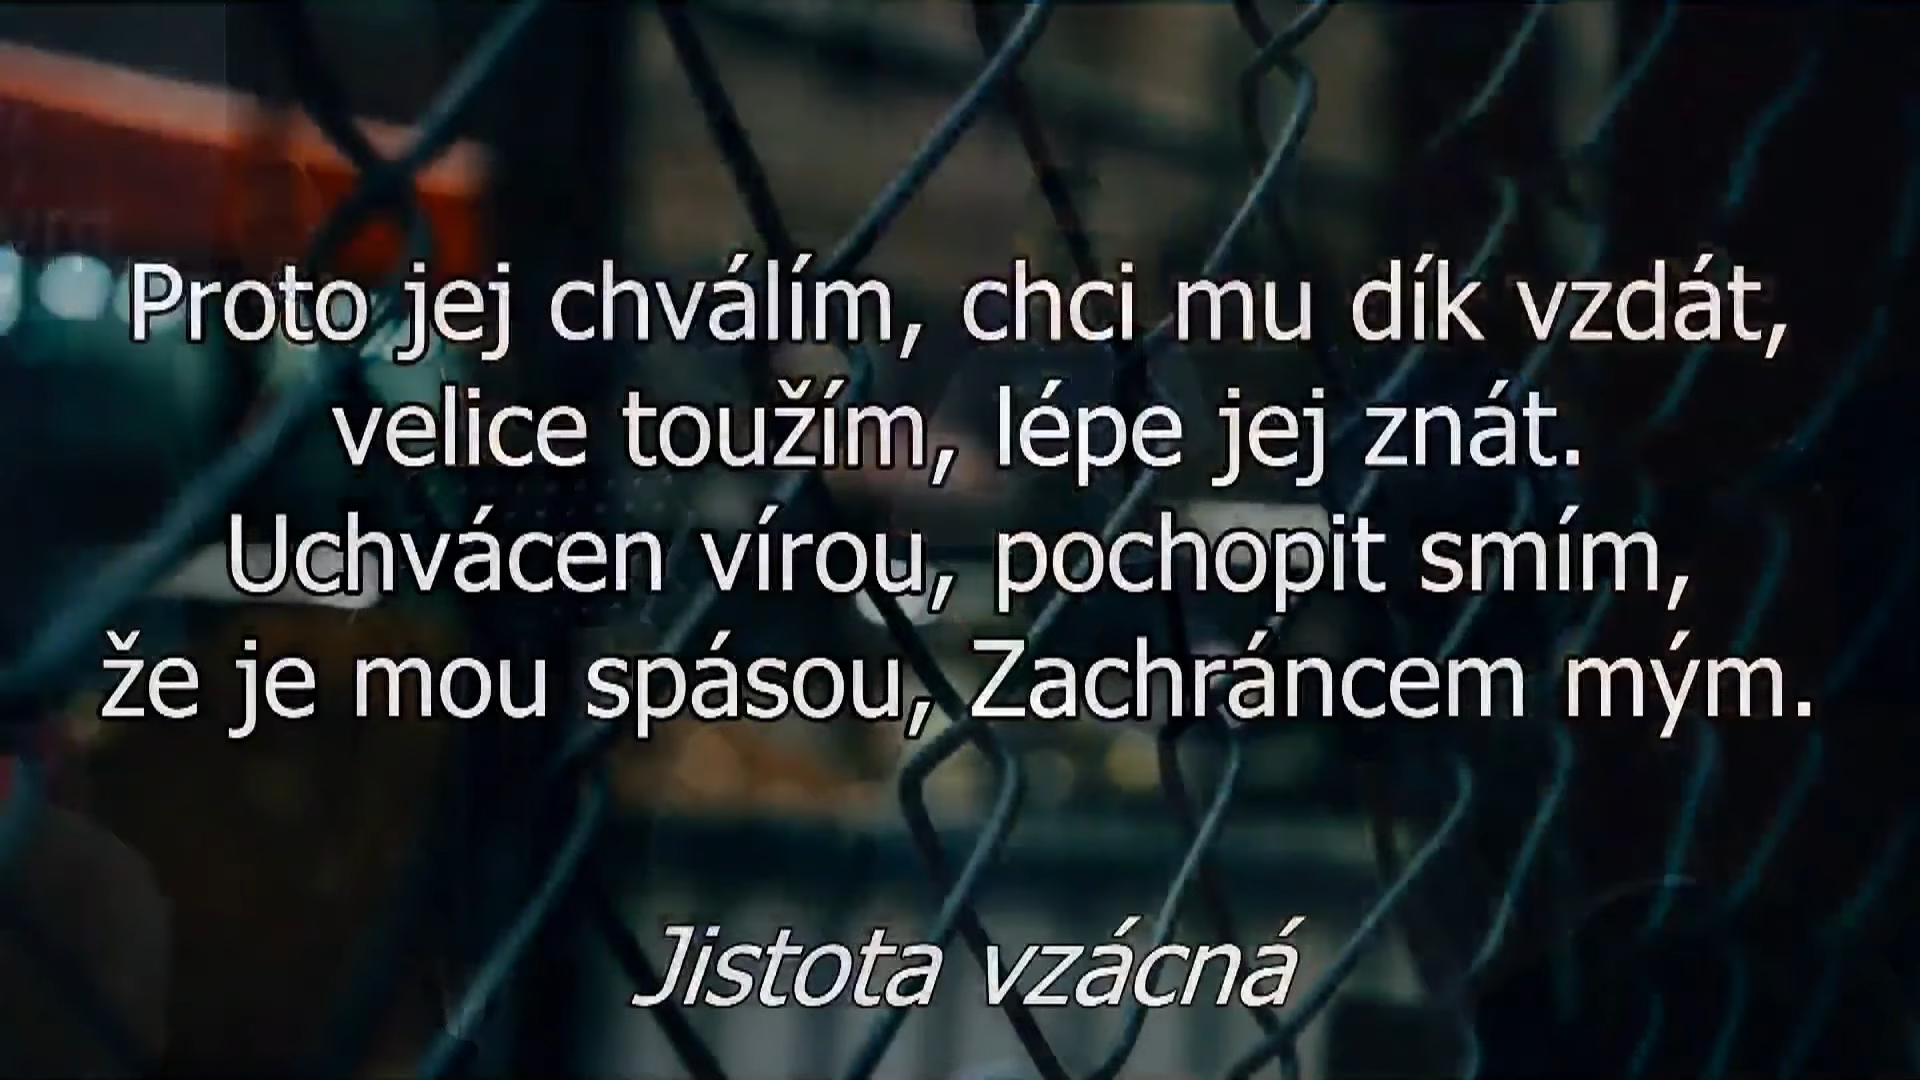 Proto jej chválím, chci mu dík vzdát,
velice toužím, lépe jej znát.
Uchvácen vírou, pochopit smím,
že je mou spásou, Zachráncem mým.
Jistota vzácná